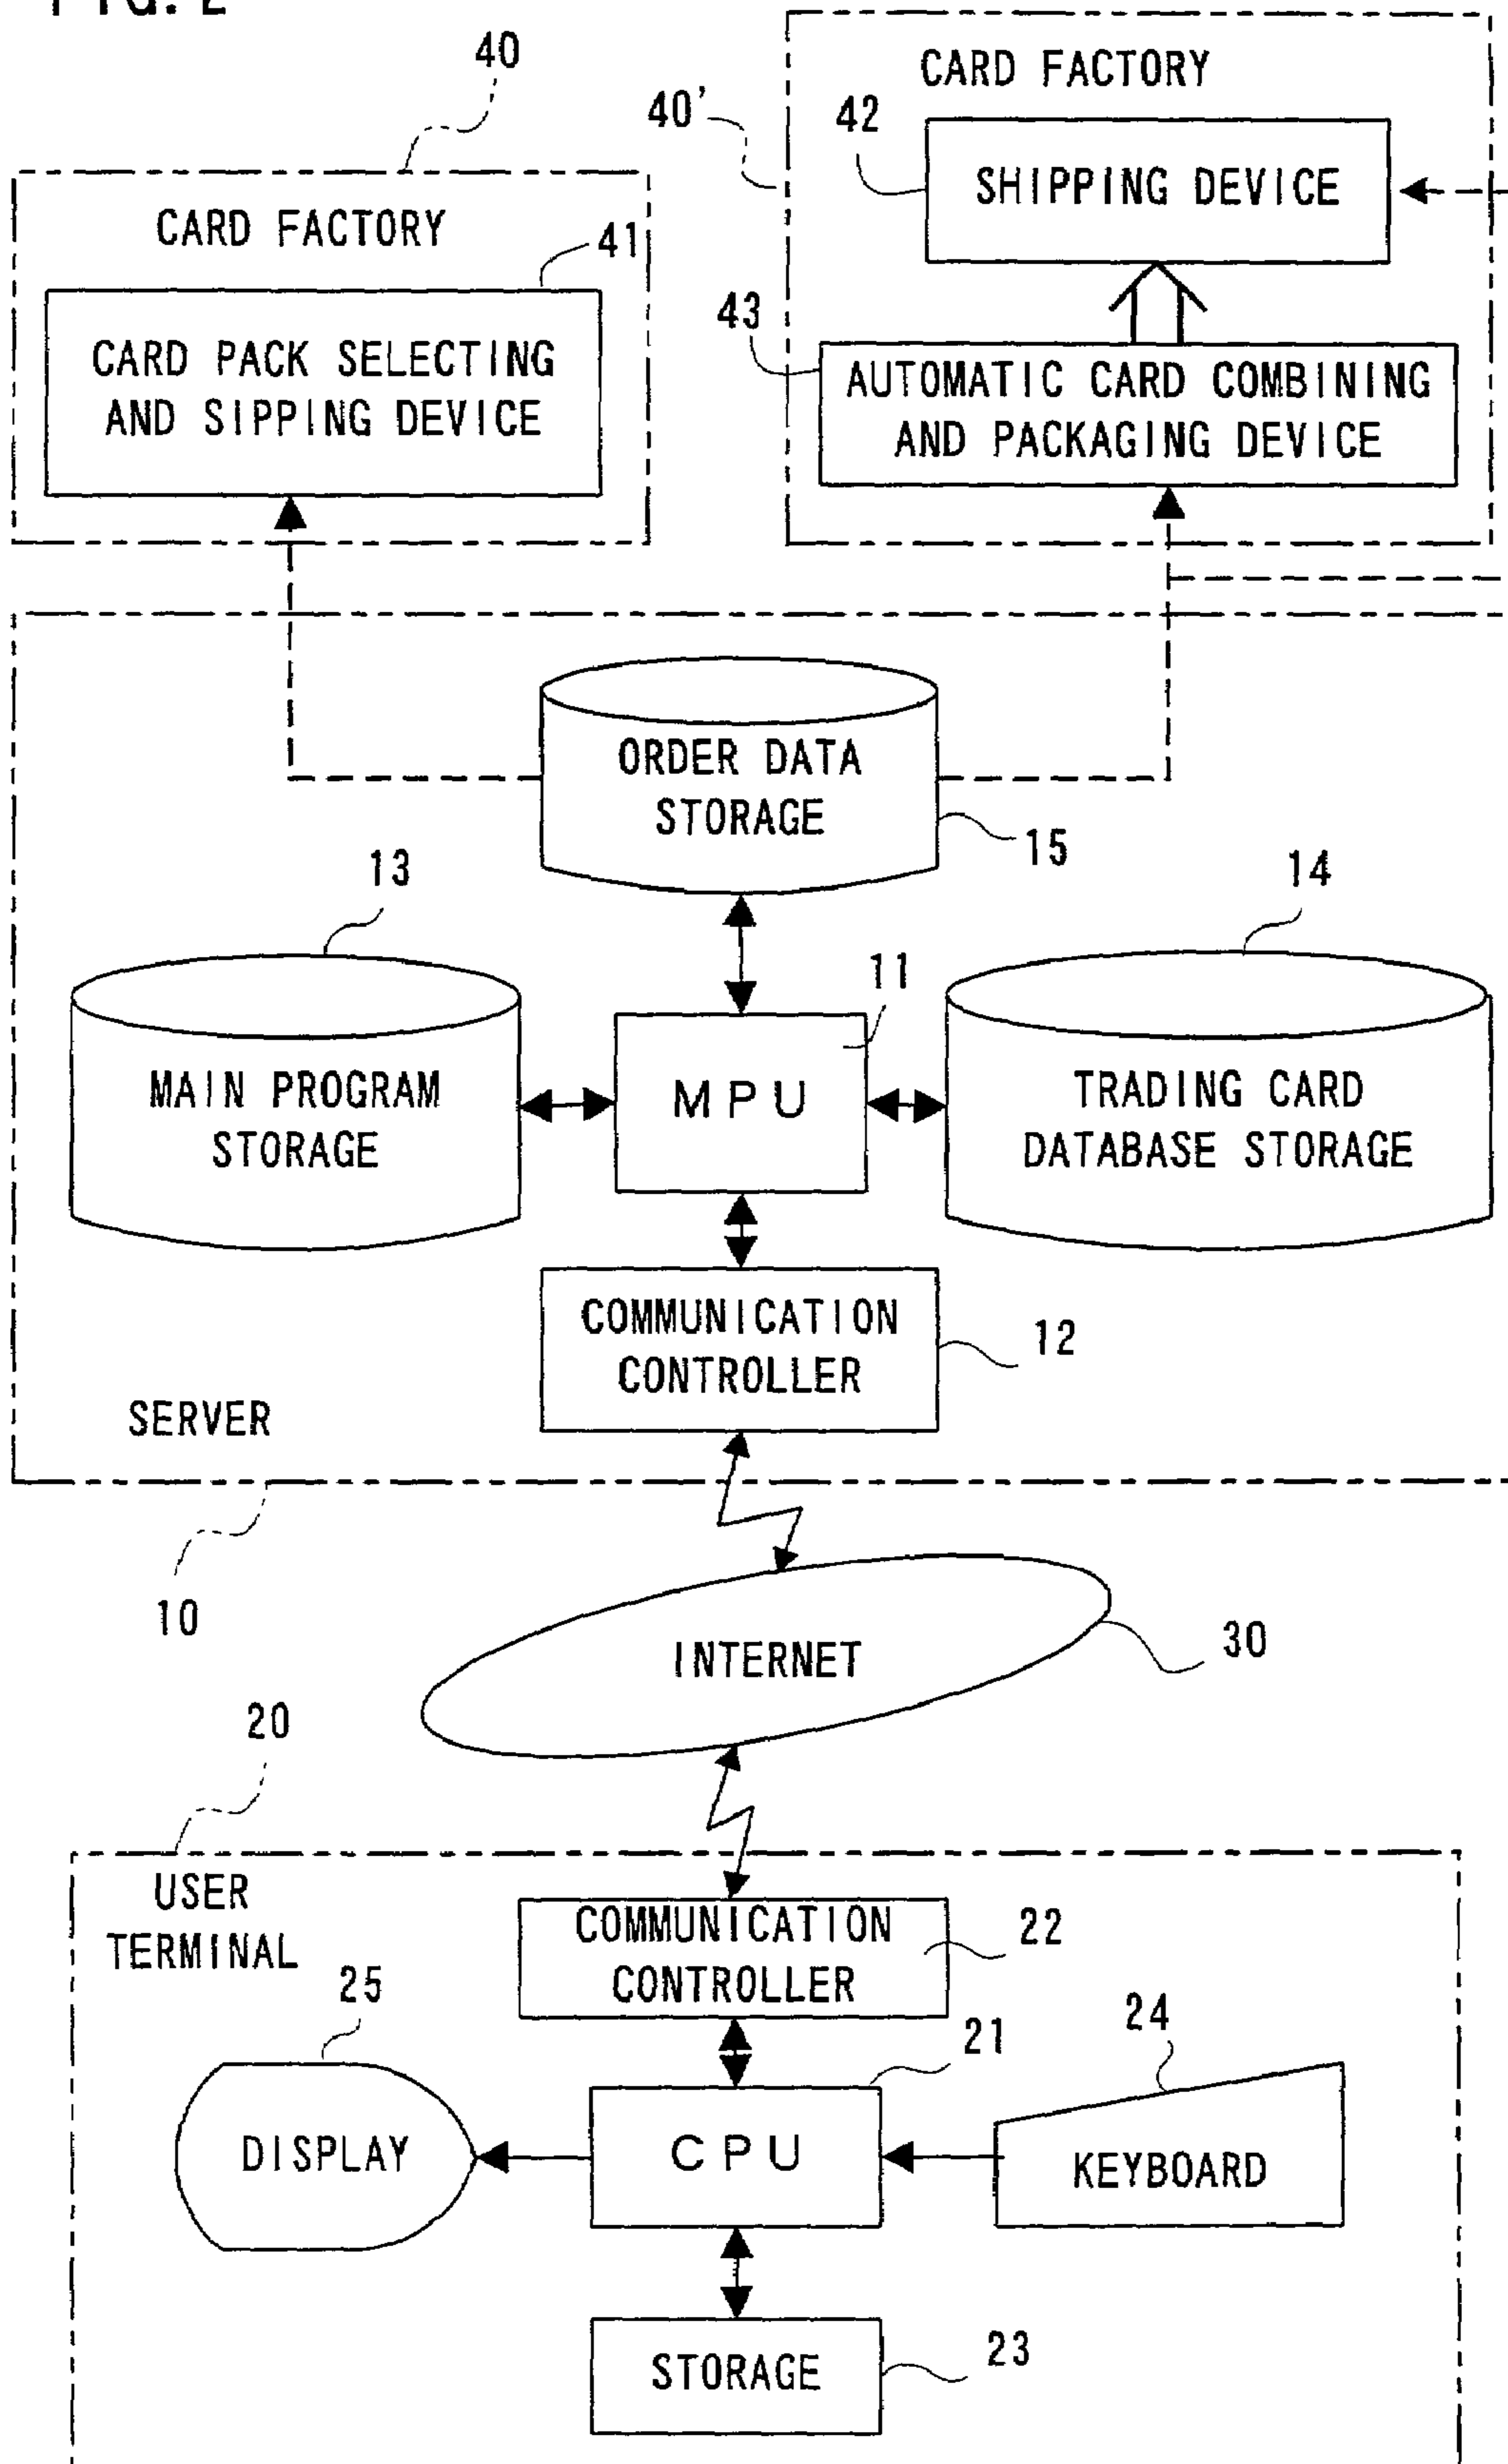 FIG. 2
40
CARD FACTORY
41
CARD PACK SELECTING
AND SIPPING DEVICE
40'
CARD FACTORY
42
SHIPPING DEVICE
43
AUTOMATIC CARD COMBINING
AND PACKAGING DEVICE
ORDER DATA
STORAGE
15
13
MAIN PROGRAM
STORAGE
11
MPU
14
TRADING CARD
DATABASE STORAGE
COMMUNICATION
CONTROLLER
12
SERVER
10
INTERNET
30
20
USER
TERMINAL
COMMUNICATION
CONTROLLER
22
25
DISPLAY
21
CPU
24
KEYBOARD
STORAGE
23